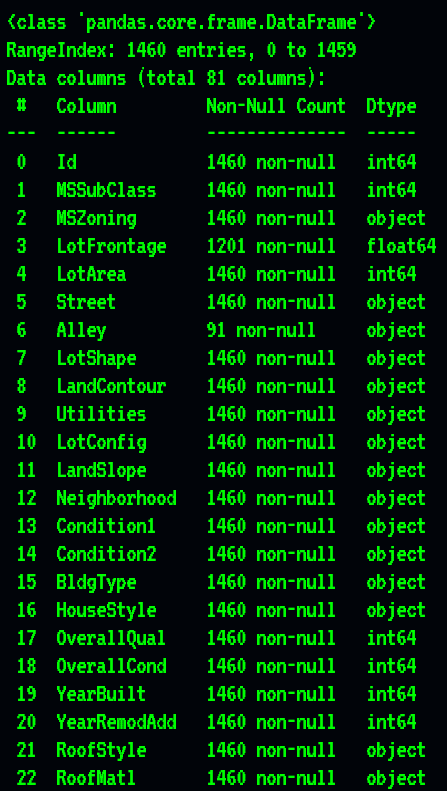 <class 'pandas.core.frame.DataFrame'>
RangeIndex: 1460 entries, 0 to 1459
Data columns (total 81 columns):
 #   Column         Non-Null Count  Dtype
---  ------         --------------  -----
 0   Id             1460 non-null   int64
 1   MSSubClass     1460 non-null   int64
 2   MSZoning       1460 non-null   object
 3   LotFrontage    1201 non-null   float64
 4   LotArea        1460 non-null   int64
 5   Street         1460 non-null   object
 6   Alley          91 non-null     object
 7   LotShape       1460 non-null   object
 8   LandContour    1460 non-null   object
 9   Utilities      1460 non-null   object
 10  LotConfig      1460 non-null   object
 11  LandSlope      1460 non-null   object
 12  Neighborhood   1460 non-null   object
 13  Condition1     1460 non-null   object
 14  Condition2     1460 non-null   object
 15  BldgType       1460 non-null   object
 16  HouseStyle     1460 non-null   object
 17  OverallQual    1460 non-null   int64
 18  OverallCond    1460 non-null   int64
 19  YearBuilt      1460 non-null   int64
 20  YearRemodAdd   1460 non-null   int64
 21  RoofStyle      1460 non-null   object
 22  RoofMatl       1460 non-null   object